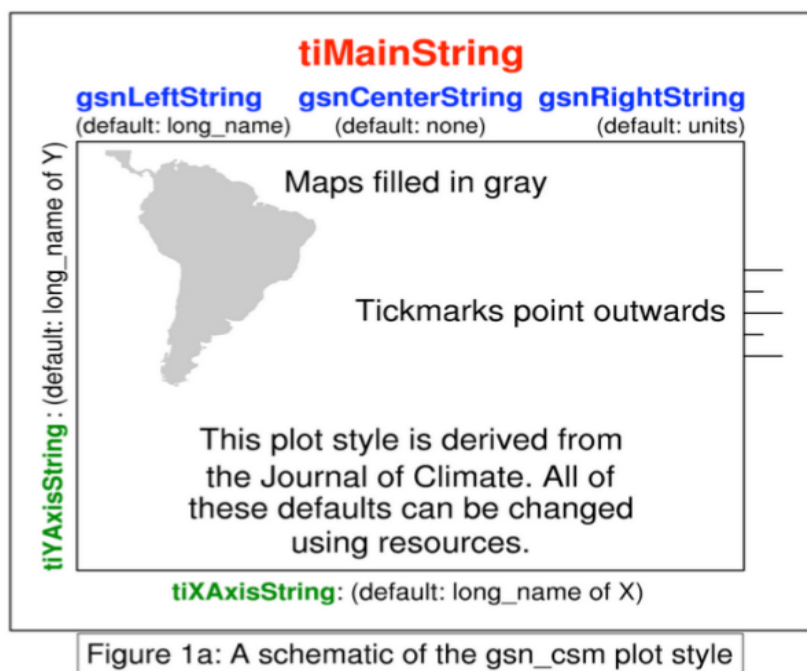 tiMainString
gsnLeftString gsnCenterString gsnRightString
(default: long_name) (default: none) (default: units)
tiYAxisString : (default: long_name of Y)
Maps filled in gray
Tickmarks point outwards
This plot style is derived from
the Journal of Climate. All of
these defaults can be changed
using resources.
tiXAxisString: (default: long_name of X)
Figure 1a: A schematic of the gsn_csm plot style